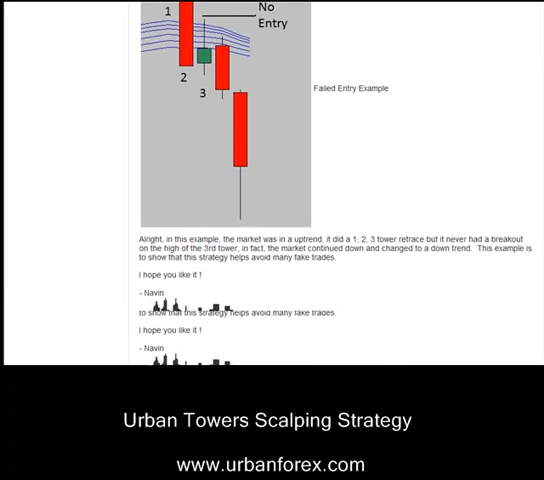 1
No
Entry
2
3
Failed Entry Example
Alright, in this example, the market was in a uptrend, it did a 1, 2, 3 tower retrace but it never had a breakout
on the high of the 3rd tower, in fact, the market continued down and changed to a down trend. This example is
to show that this strategy helps avoid many fake trades.
I hope you like it !
- Navin
to show that this strategy helps avoid many fake trades.
I hope you like it !
- Navin
Urban Towers Scalping Strategy
www.urbanforex.com